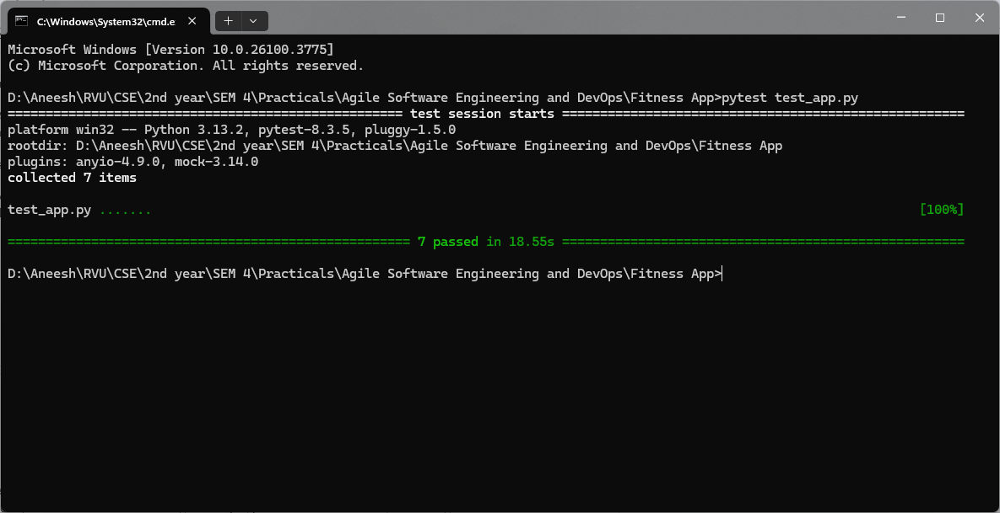 C:\Windows\System32\cmd.e
Microsoft Windows [Version 10.0.26100.3775]
(c) Microsoft Corporation. All rights reserved.
D:\Aneesh\RVU\CSE\2nd year\SEM 4\Practicals\Agile Software Engineering and DevOps\Fitness App>pytest test_app.py
==================================================== test session starts =====================================================
platform win32 -- Python 3.13.2, pytest-8.3.5, pluggy-1.5.0
rootdir: D:\Aneesh\RVU\CSE\2nd year\SEM 4\Practicals\Agile Software Engineering and DevOps\Fitness App
plugins: anyio-4.9.0, mock-3.14.0
collected 7 items
test_app.py ....... [100%]
===================================================== 7 passed in 18.55s =====================================================
D:\Aneesh\RVU\CSE\2nd year\SEM 4\Practicals\Agile Software Engineering and DevOps\Fitness App>